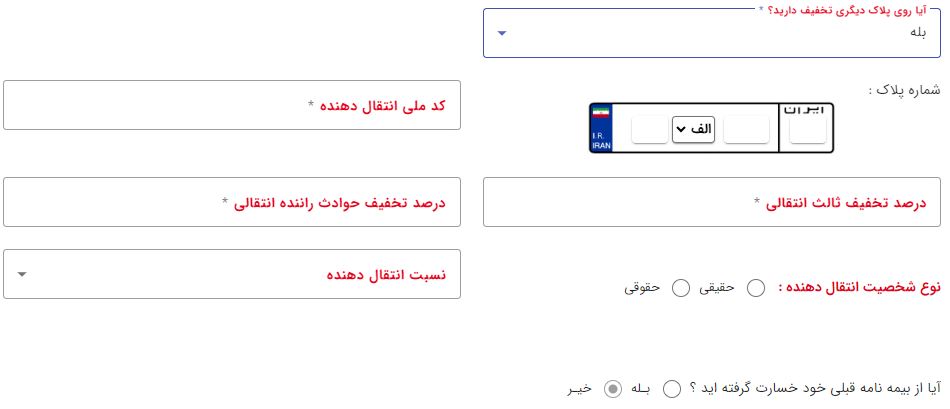 آیا روی پلاک دیگری تخفیف دارید؟ *
بله
شماره پلاک :
ایران
الف
I.R.
IRAN
کد ملی انتقال دهنده *
درصد تخفیف ثالث انتقالی *
درصد تخفیف حوادث راننده انتقالی *
نوع شخصیت انتقال دهنده : حقیقی حقوقی
نسبت انتقال دهنده
آیا از بیمه نامه قبلی خود خسارت گرفته اید ؟ بـله خیـر